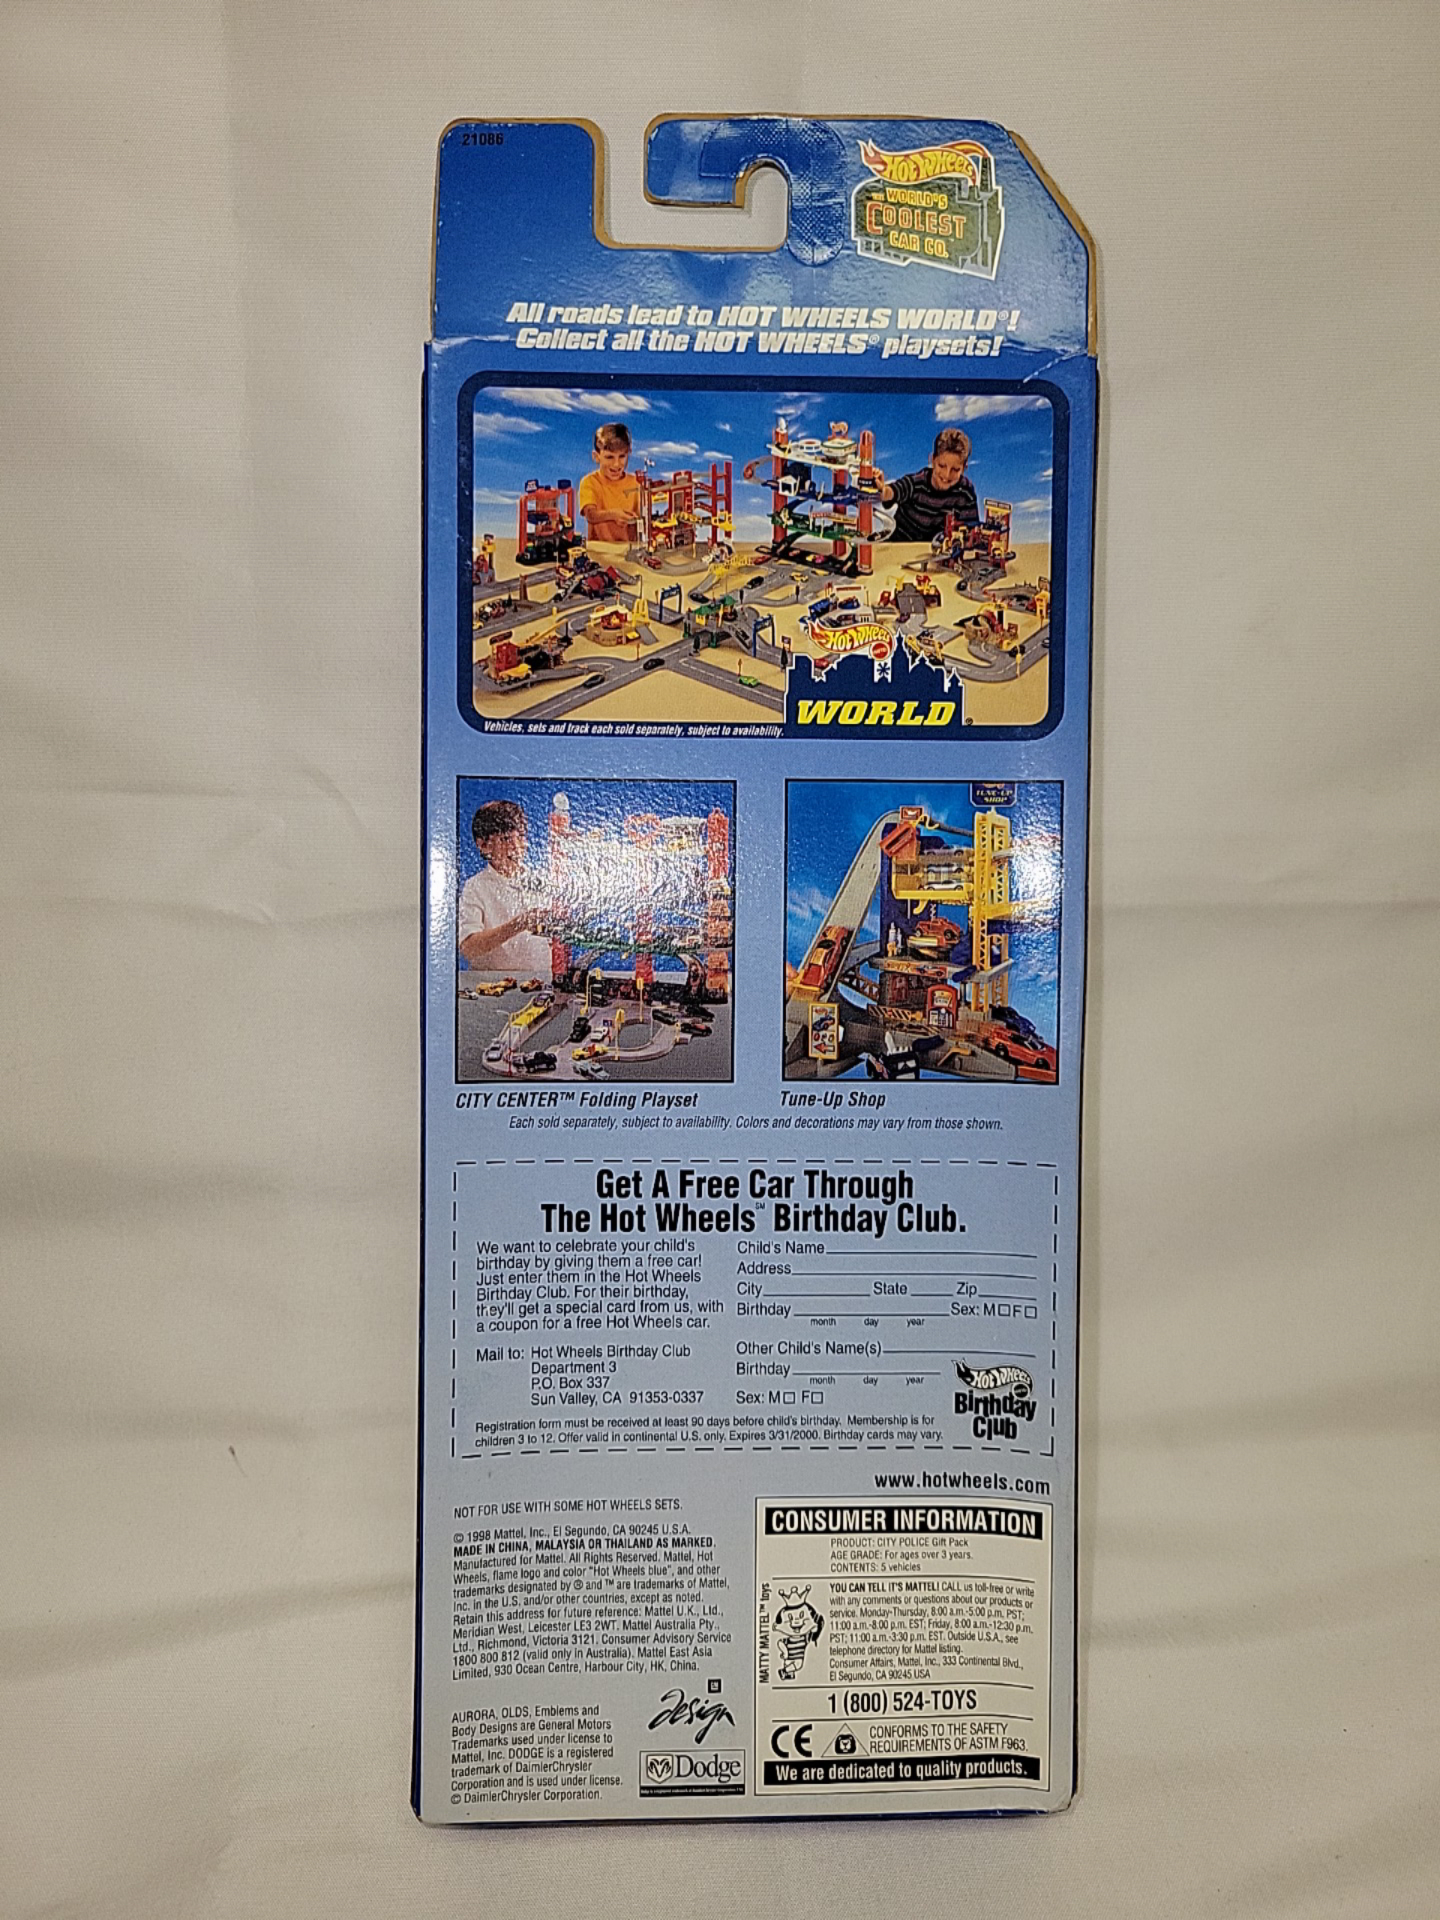 21086
HOT WHEELS
THE WORLD'S
COOLEST
CAR CO.
All roads lead to HOT WHEELS WORLD®!
Collect all the HOT WHEELS® playsets!
HOT WHEELS
WORLD®
Vehicles, sets and track each sold separately, subject to availability.
TUNE-UP
SHOP
CITY CENTER™ Folding Playset
Tune-Up Shop
Each sold separately, subject to availability. Colors and decorations may vary from those shown.
Get A Free Car Through
The Hot Wheels℠ Birthday Club.
We want to celebrate your child's
birthday by giving them a free car!
Just enter them in the Hot Wheels
Birthday Club. For their birthday,
they'll get a special card from us, with
a coupon for a free Hot Wheels car.
Mail to: Hot Wheels Birthday Club
Department 3
P.O. Box 337
Sun Valley, CA 91353-0337
Child's Name
Address
City State Zip
Birthday Sex: M☐ F☐
month day year
Other Child's Name(s)
Birthday
month day year
Sex: M☐ F☐
HOT WHEELS
Birthday
Club
Registration form must be received at least 90 days before child's birthday. Membership is for
children 3 to 12. Offer valid in continental U.S. only. Expires 3/31/2000. Birthday cards may vary.
www.hotwheels.com
NOT FOR USE WITH SOME HOT WHEELS SETS.
© 1998 Mattel, Inc., El Segundo, CA 90245 U.S.A.
MADE IN CHINA, MALAYSIA OR THAILAND AS MARKED.
Manufactured for Mattel. All Rights Reserved. Mattel, Hot
Wheels, flame logo and color "Hot Wheels blue", and other
trademarks designated by ® and ™ are trademarks of Mattel,
Inc. in the U.S. and/or other countries, except as noted.
Retain this address for future reference: Mattel U.K., Ltd.,
Meridian West, Leicester LE3 2WT. Mattel Australia Pty.,
Ltd., Richmond, Victoria 3121. Consumer Advisory Service
1800 800 812 (valid only in Australia). Mattel East Asia
Limited, 930 Ocean Centre, Harbour City, HK, China.
AURORA, OLDS, Emblems and
Body Designs are General Motors
Trademarks used under license to
Mattel, Inc. DODGE is a registered
trademark of DaimlerChrysler
Corporation and is used under license.
© DaimlerChrysler Corporation.
GM
Design
Dodge
CONSUMER INFORMATION
PRODUCT: CITY POLICE Gift Pack
AGE GRADE: For ages over 3 years.
CONTENTS: 5 vehicles
MATTY MATTEL™ toys
YOU CAN TELL IT'S MATTEL! CALL us toll-free or write
with any comments or questions about our products or
service. Monday-Thursday, 8:00 a.m.-5:00 p.m. PST;
11:00 a.m.-8:00 p.m. EST; Friday, 8:00 a.m.-12:30 p.m.
PST; 11:00 a.m.-3:30 p.m. EST. Outside U.S.A., see
telephone directory for Mattel listing.
Consumer Affairs, Mattel, Inc., 333 Continental Blvd.,
El Segundo, CA 90245 USA
1 (800) 524-TOYS
CE
CONFORMS TO THE SAFETY
REQUIREMENTS OF ASTM F963.
We are dedicated to quality products.